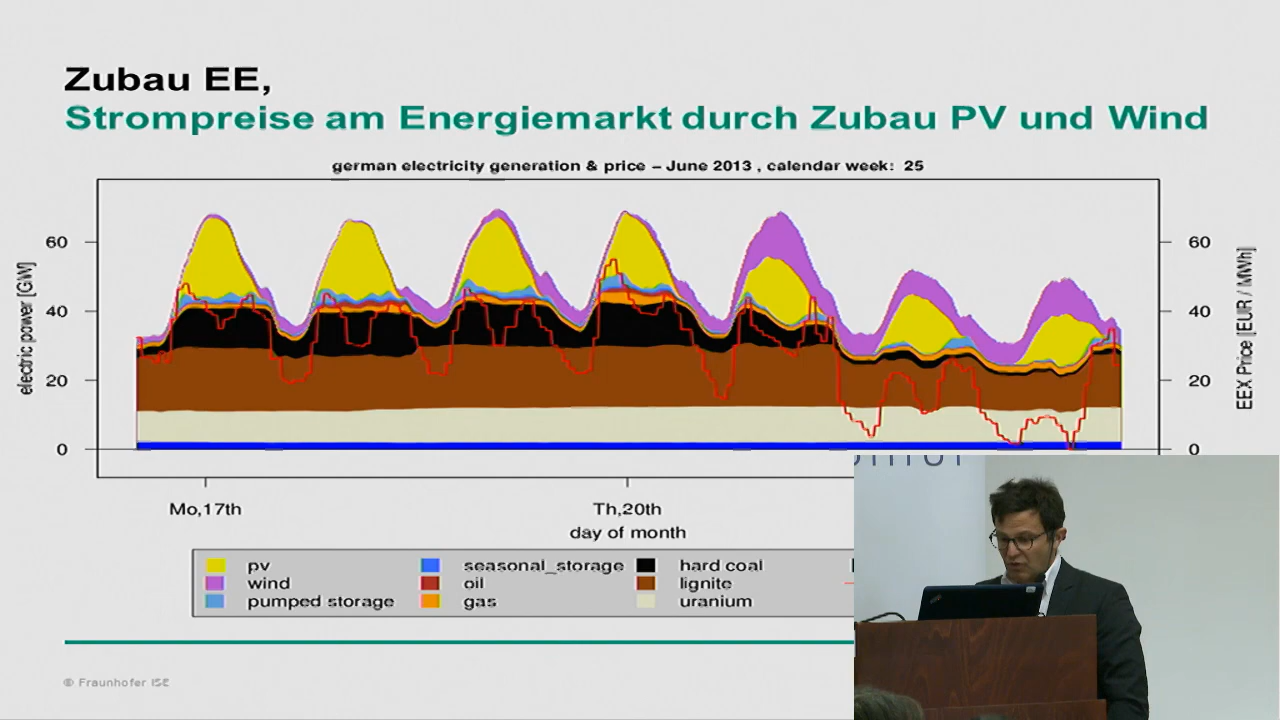 Zubau EE,
Strompreise am Energiemarkt durch Zubau PV und Wind
german electricity generation & price – June 2013 , calendar week: 25
electric power [GW]
60
40
20
0
60
40
20
0
EEX Price [EUR / MWh]
Mo,17th
Th,20th
day of month
pv
wind
pumped storage
seasonal_storage
oil
gas
hard coal
lignite
uranium
© Fraunhofer ISE